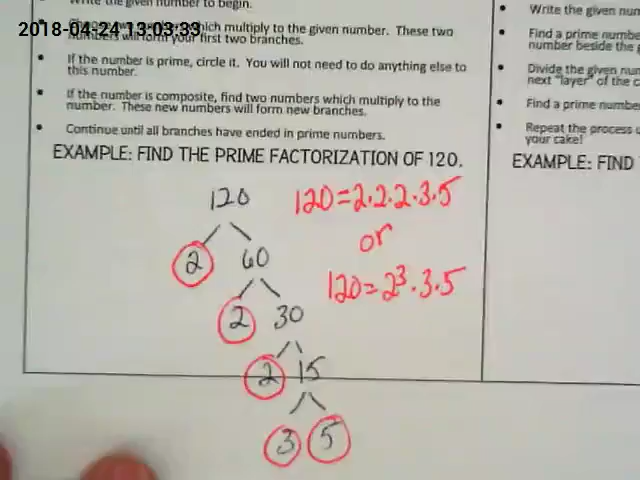 Write the given number to begin.
2018-04-24 13:03:33
which multiply to the given number. These two
numbers will form your first two branches.
• If the number is prime, circle it. You will not need to do anything else to
this number.
• If the number is composite, find two numbers which multiply to the
number. These new numbers will form new branches.
• Continue until all branches have ended in prime numbers.
EXAMPLE: FIND THE PRIME FACTORIZATION OF 120.
120
2 60
2 30
2 15
3 5
120=2·2·2·3·5
or
120=2³·3·5
• Write the given
• Find a prime
number beside the
• Divide the given
next "layer" of the
• Find a prime
• Repeat the process
your cake!
EXAMPLE: FIND